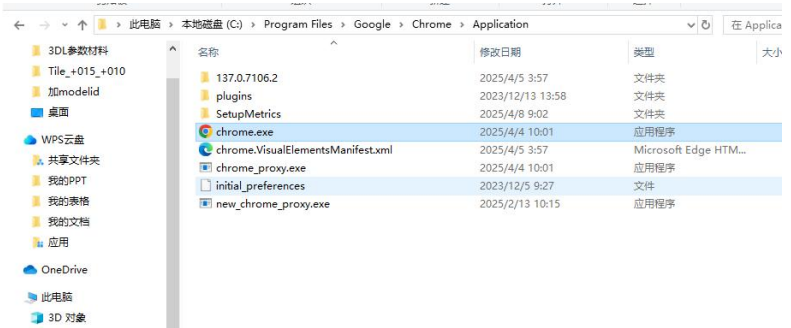 此电脑 > 本地磁盘 (C:) > Program Files > Google > Chrome > Application
在 Applica
3DL参数材料
Tile_+015_+010
加modelid
桌面
WPS云盘
共享文件夹
我的PPT
我的表格
我的文档
应用
OneDrive
此电脑
3D 对象
名称 修改日期 类型 大小
137.0.7106.2 2025/4/5 3:57 文件夹
plugins 2023/12/13 13:58 文件夹
SetupMetrics 2025/4/8 9:02 文件夹
chrome.exe 2025/4/4 10:01 应用程序
chrome.VisualElementsManifest.xml 2025/4/5 3:57 Microsoft Edge HTM...
chrome_proxy.exe 2025/4/4 10:01 应用程序
initial_preferences 2023/12/5 9:27 文件
new_chrome_proxy.exe 2025/2/13 10:15 应用程序